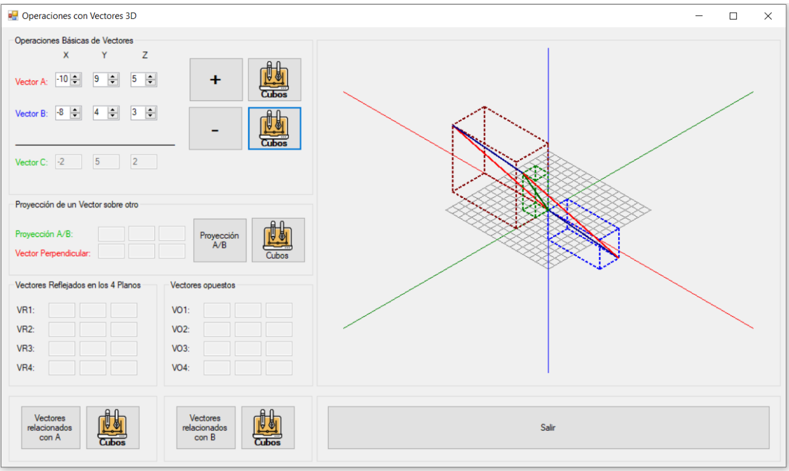 Operaciones con Vectores 3D
Operaciones Básicas de Vectores
X Y Z
Vector A: -10 9 5
+
Cubos
Vector B: -8 4 3
-
Cubos
Vector C: -2 5 2
Proyección de un Vector sobre otro
Proyección A/B:
Vector Perpendicular:
Proyección
A/B
Cubos
Vectores Reflejados en los 4 Planos
VR1:
VR2:
VR3:
VR4:
Vectores opuestos
VO1:
VO2:
VO3:
VO4:
Vectores
relacionados
con A
Cubos
Vectores
relacionados
con B
Cubos
Salir